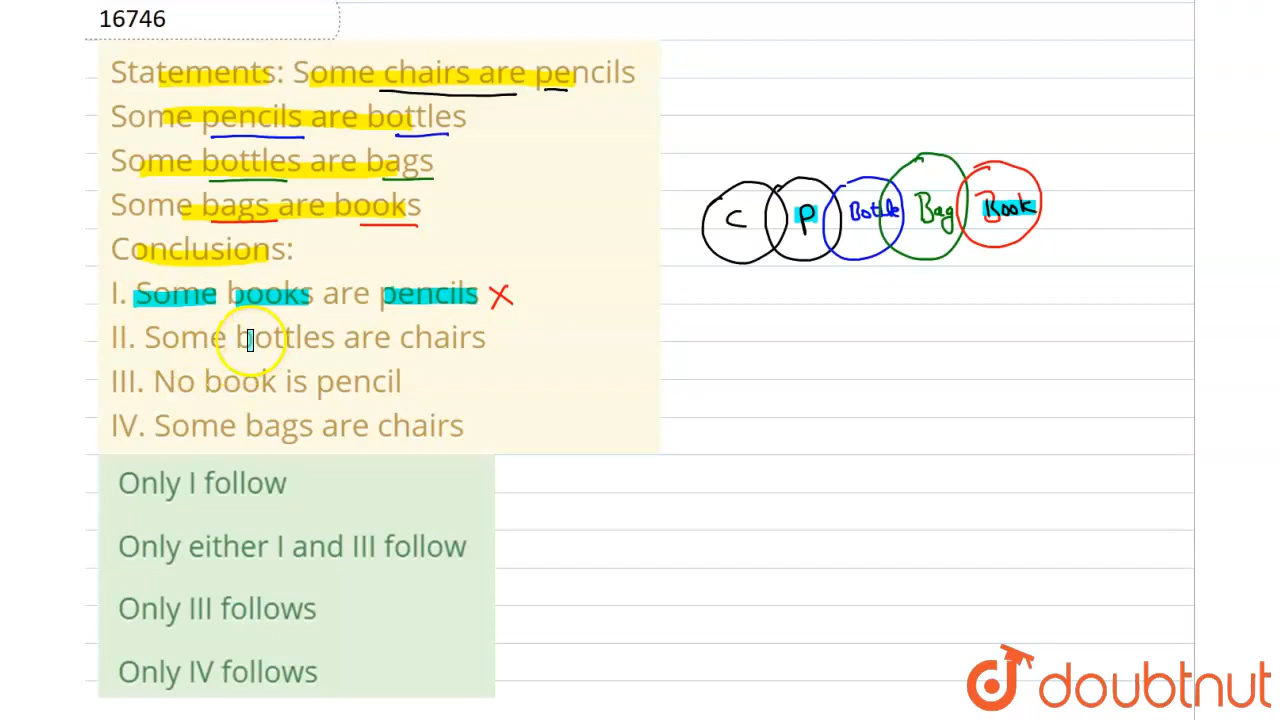 16746
Statements: Some chairs are pencils
Some pencils are bottles
Some bottles are bags
Some bags are books
Conclusions:
I. Some books are pencils X
II. Some bottles are chairs
III. No book is pencil
IV. Some bags are chairs
C P Bottle Bag Book
Only I follow
Only either I and III follow
Only III follows
Only IV follows
doubtnut